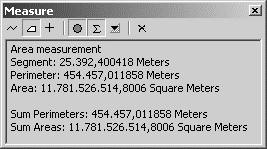 Measure
Area measurement
Segment: 25.392,400418 Meters
Perimeter: 454.457,011858 Meters
Area: 11.781.526.514,8006 Square Meters
Sum Perimeters: 454.457,011858 Meters
Sum Areas: 11.781.526.514,8006 Square Meters